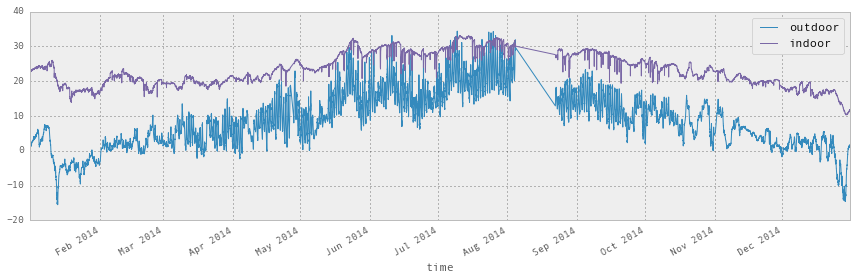 40
30
20
10
0
−10
−20
outdoor
indoor
Feb 2014
Mar 2014
Apr 2014
May 2014
Jun 2014
Jul 2014
Aug 2014
Sep 2014
Oct 2014
Nov 2014
Dec 2014
time